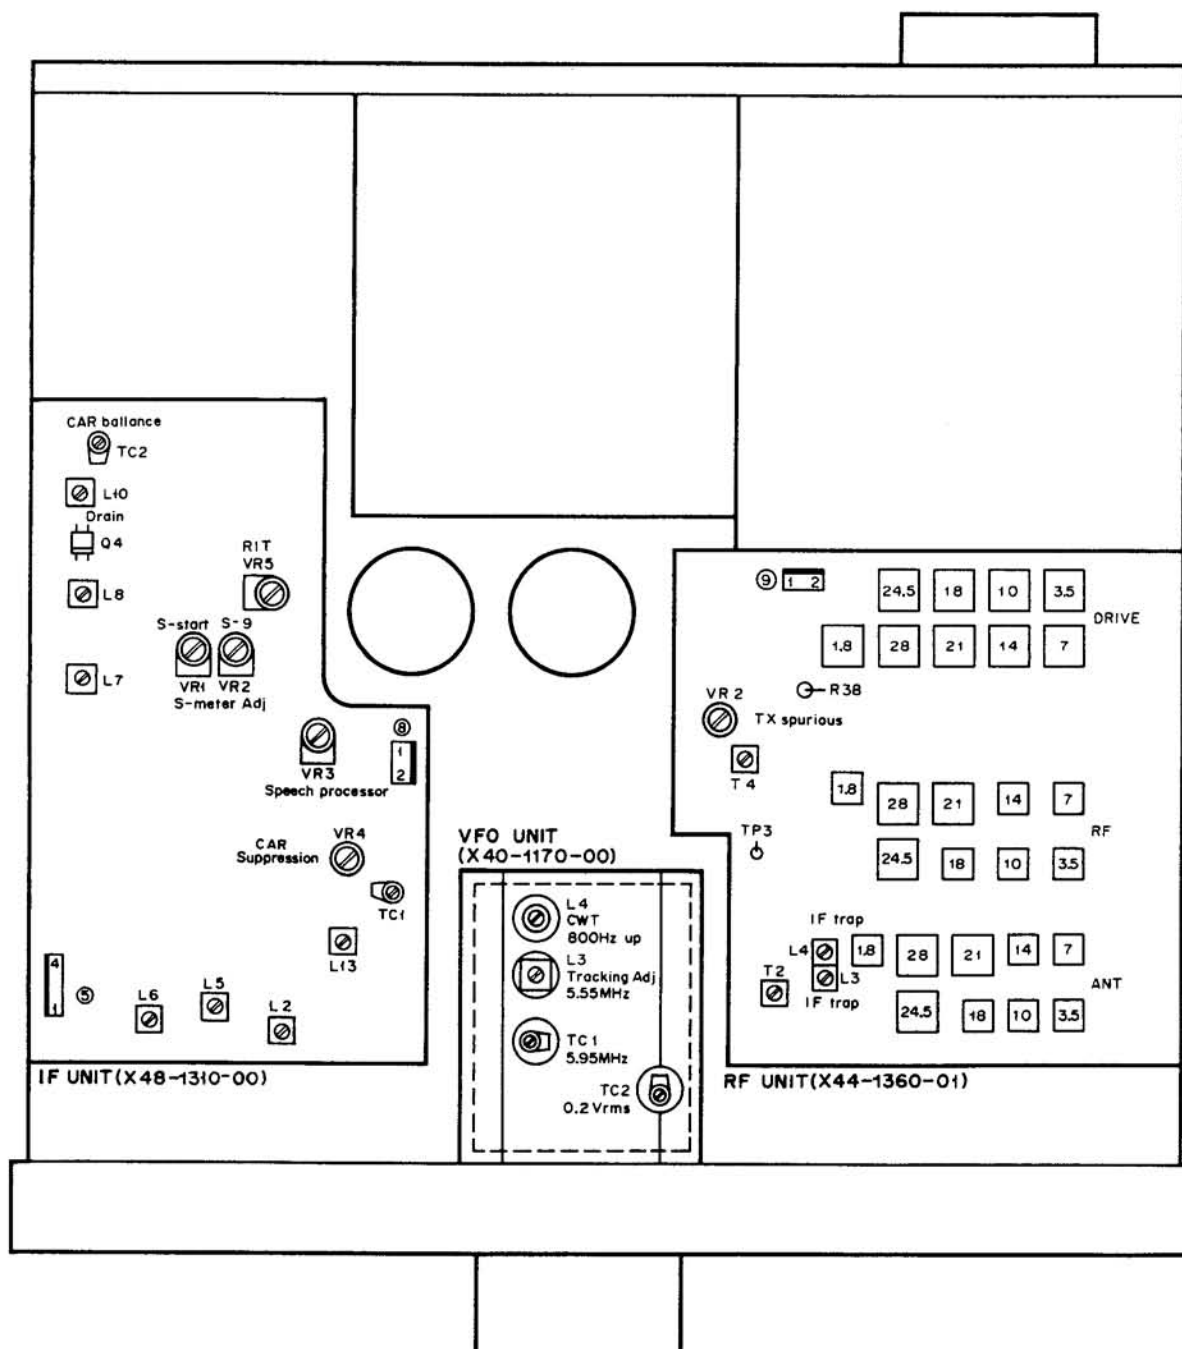 CAR ballance
TC2
L10
Drain
Q4
RIT
VR5
L8
S-start S-9
VR1 VR2
S-meter Adj
L7
VR3
Speech processor
⑧
1
2
VR4
CAR
Suppression
TC1
L13
4
1
⑤
L6
L5
L2
IF UNIT(X48-1310-00)
VFO UNIT
(X40-1170-00)
L4
CWT
800Hz up
L3
Tracking Adj
5.55MHz
TC1
5.95MHz
TC2
0.2Vrms
⑨ 1 2
24.5 18 10 3.5
DRIVE
1.8 28 21 14 7
R38
VR2
TX spurious
T4
1.8 28 21 14 7
TP3
RF
24.5 18 10 3.5
IF trap
L4 1.8 28 21 14 7
T2 L3
ANT
IF trap
24.5 18 10 3.5
RF UNIT(X44-1360-01)